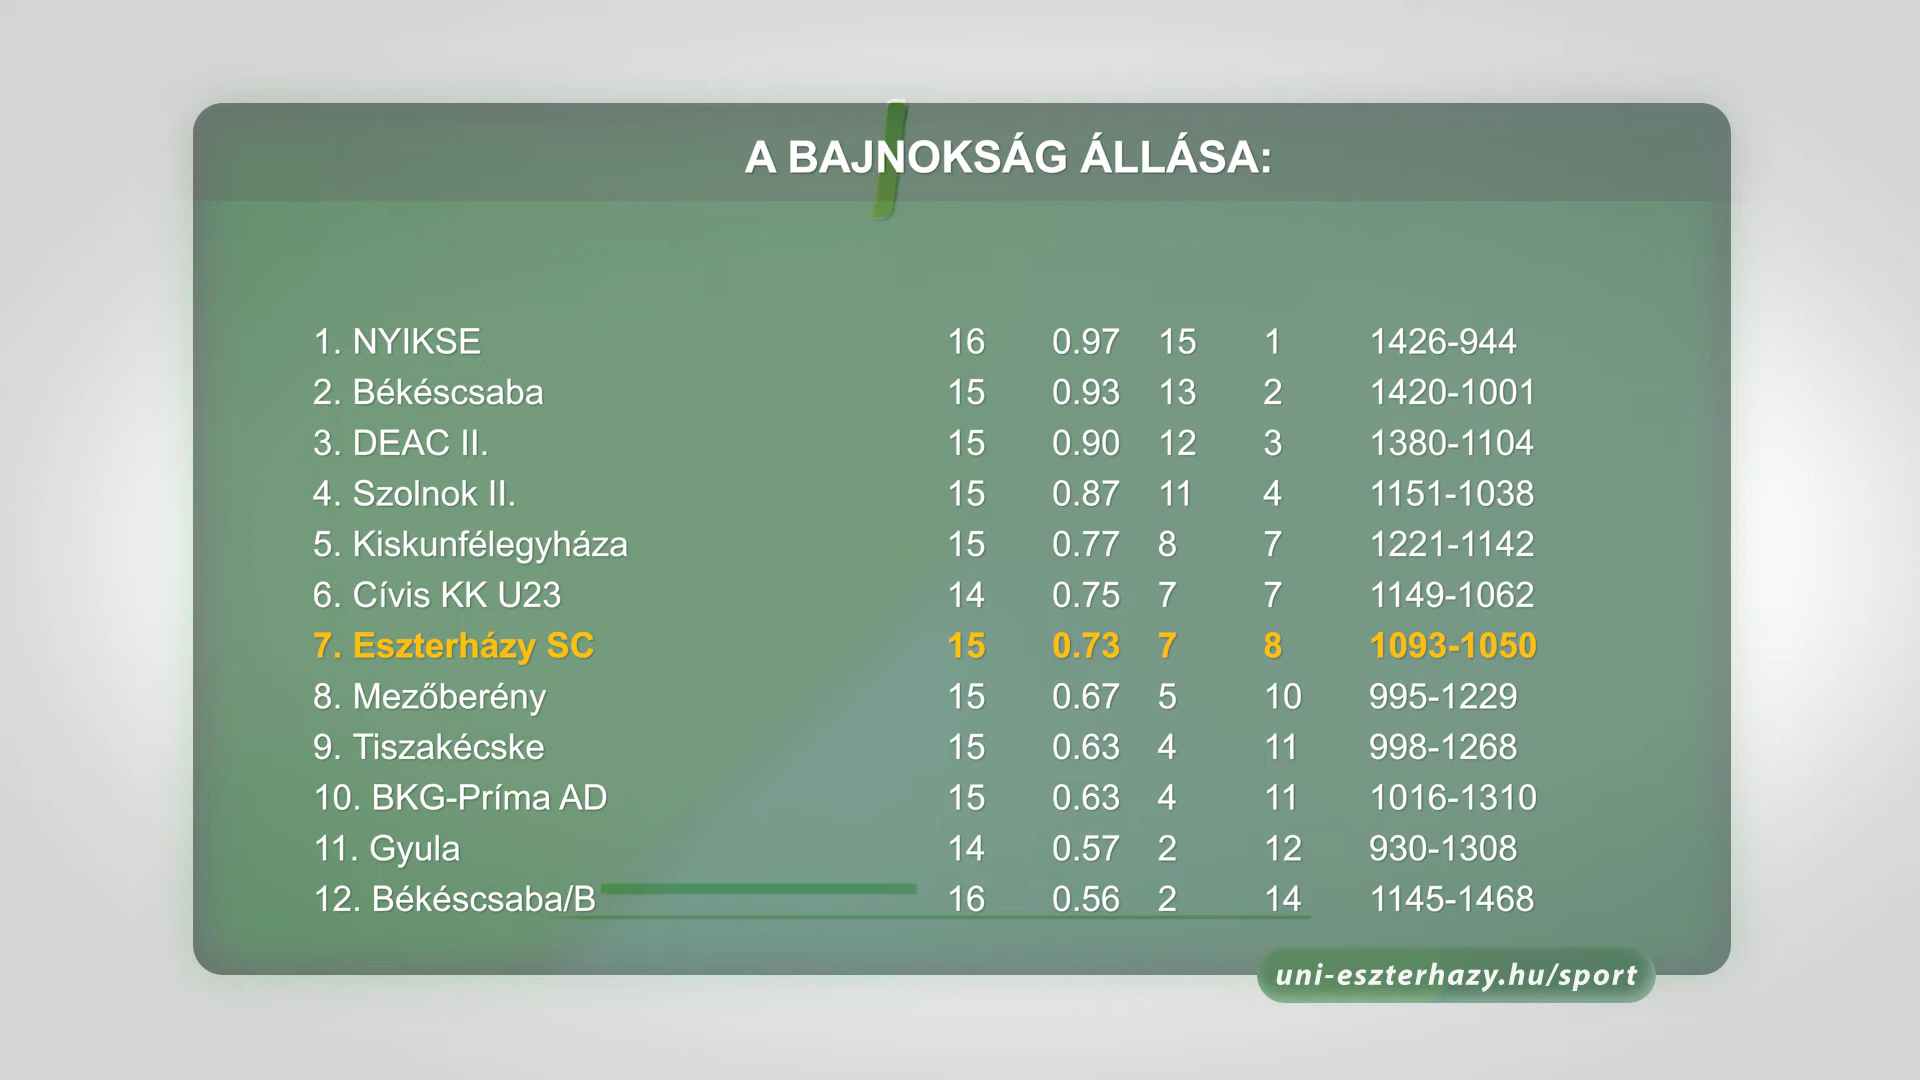 A BAJNOKSÁG ÁLLÁSA:
1. NYIKSE 16 0.97 15 1 1426-944
2. Békéscsaba 15 0.93 13 2 1420-1001
3. DEAC II. 15 0.90 12 3 1380-1104
4. Szolnok II. 15 0.87 11 4 1151-1038
5. Kiskunfélegyháza 15 0.77 8 7 1221-1142
6. Cívis KK U23 14 0.75 7 7 1149-1062
7. Eszterházy SC 15 0.73 7 8 1093-1050
8. Mezőberény 15 0.67 5 10 995-1229
9. Tiszakécske 15 0.63 4 11 998-1268
10. BKG-Príma AD 15 0.63 4 11 1016-1310
11. Gyula 14 0.57 2 12 930-1308
12. Békéscsaba/B 16 0.56 2 14 1145-1468
uni-eszterhazy.hu/sport